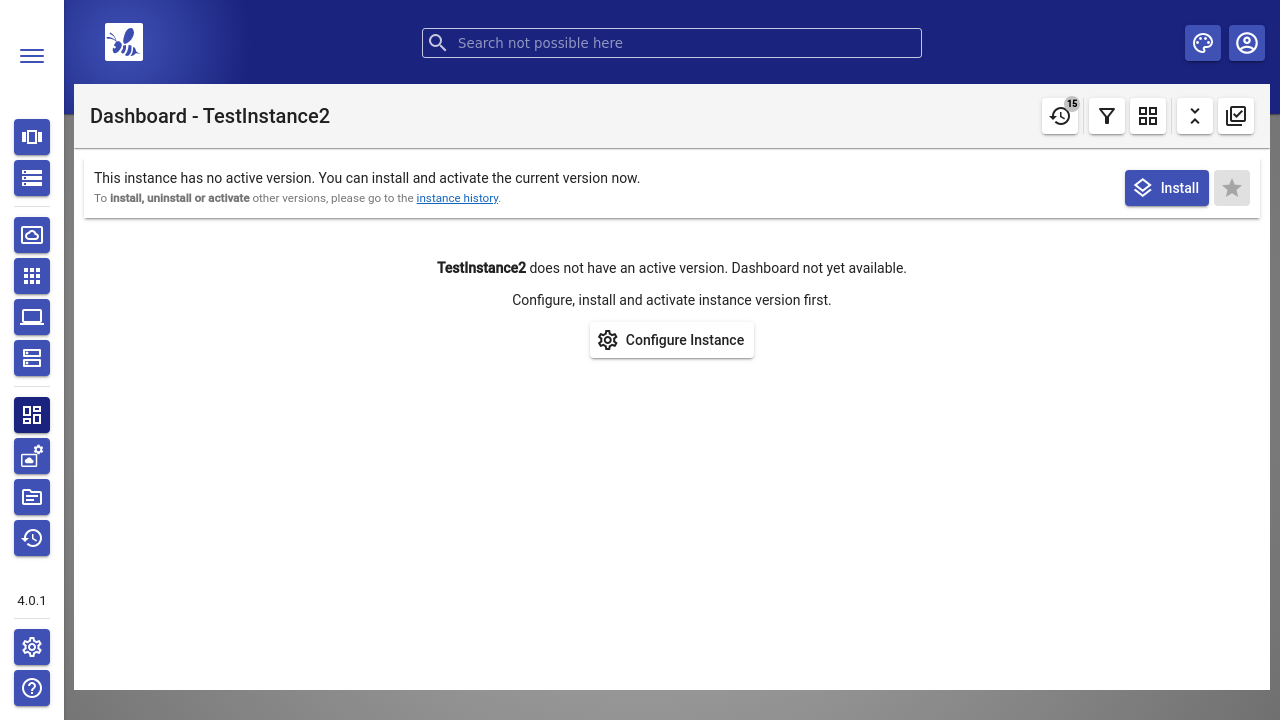 Search not possible here
Dashboard - TestInstance2
15
This instance has no active version. You can install and activate the current version now.
To install, uninstall or activate other versions, please go to the instance history.
Install
TestInstance2 does not have an active version. Dashboard not yet available.
Configure, install and activate instance version first.
Configure Instance
4.0.1